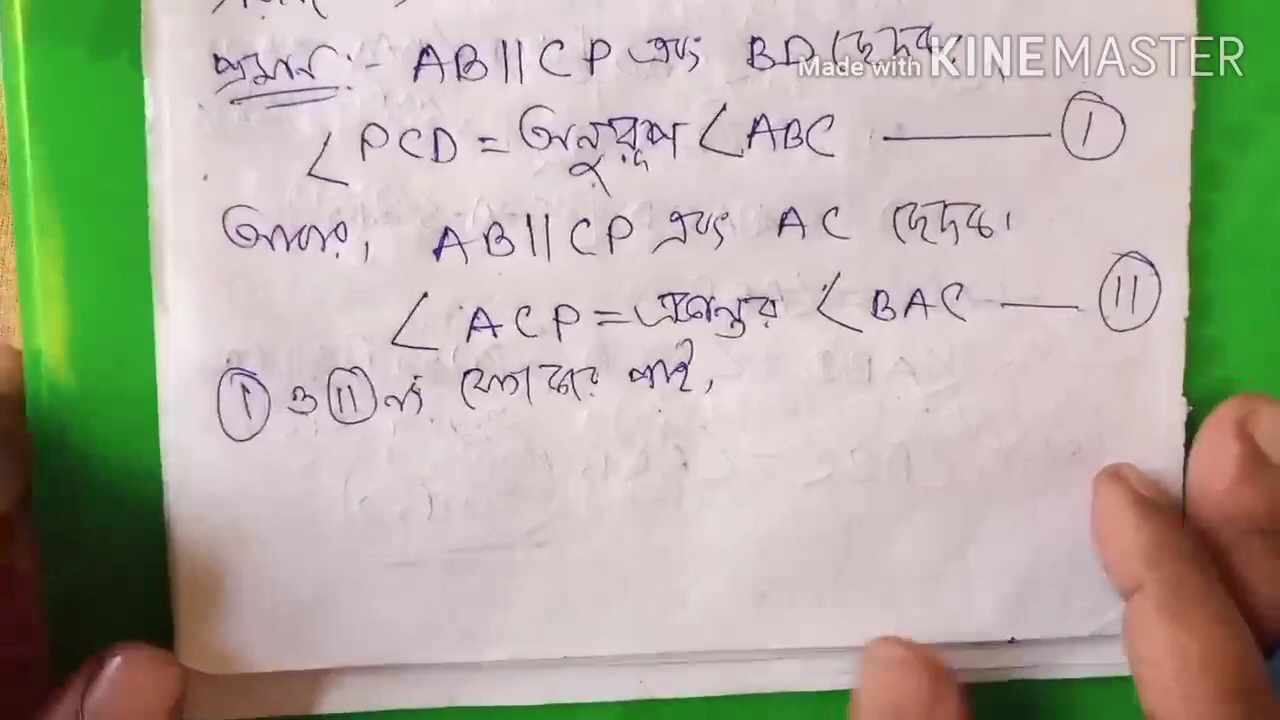 প্রমান :- AB || CP এবং BD ছেদক।
Made with KINEMASTER
∠PCD = অনুরূপ ∠ABC —— I
আবার, AB || CP এবং AC ছেদক।
∠ACP = একান্তর ∠BAC —— II
I ও II নং যোগ করে পাই,